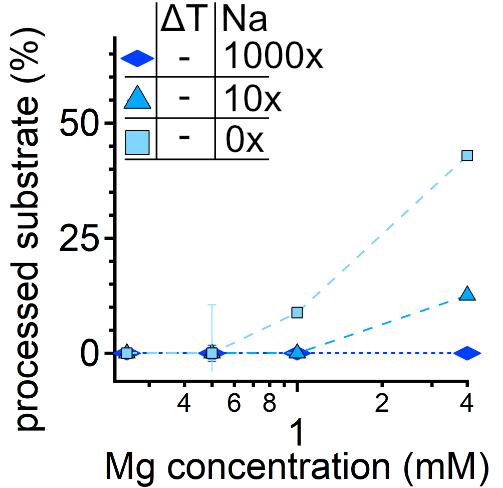 ΔT Na
- 1000x
- 10x
- 0x
processed substrate (%)
50
25
0
4 6 8 2 4
1
Mg concentration (mM)